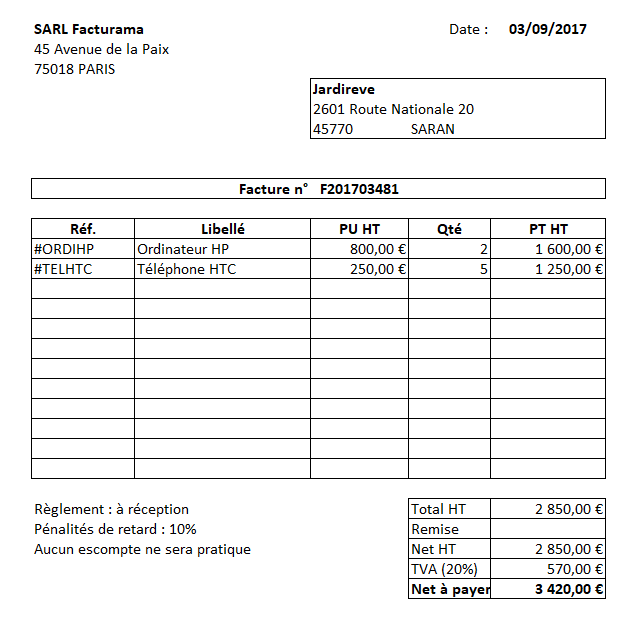 SARL Facturama
Date : 03/09/2017
45 Avenue de la Paix
75018 PARIS
Jardireve
2601 Route Nationale 20
45770 SARAN
Facture n° F201703481
Réf. Libellé PU HT Qté PT HT
#ORDIHP Ordinateur HP 800,00 € 2 1 600,00 €
#TELHTC Téléphone HTC 250,00 € 5 1 250,00 €
Règlement : à réception
Pénalités de retard : 10%
Aucun escompte ne sera pratique
Total HT 2 850,00 €
Remise
Net HT 2 850,00 €
TVA (20%) 570,00 €
Net à payer 3 420,00 €